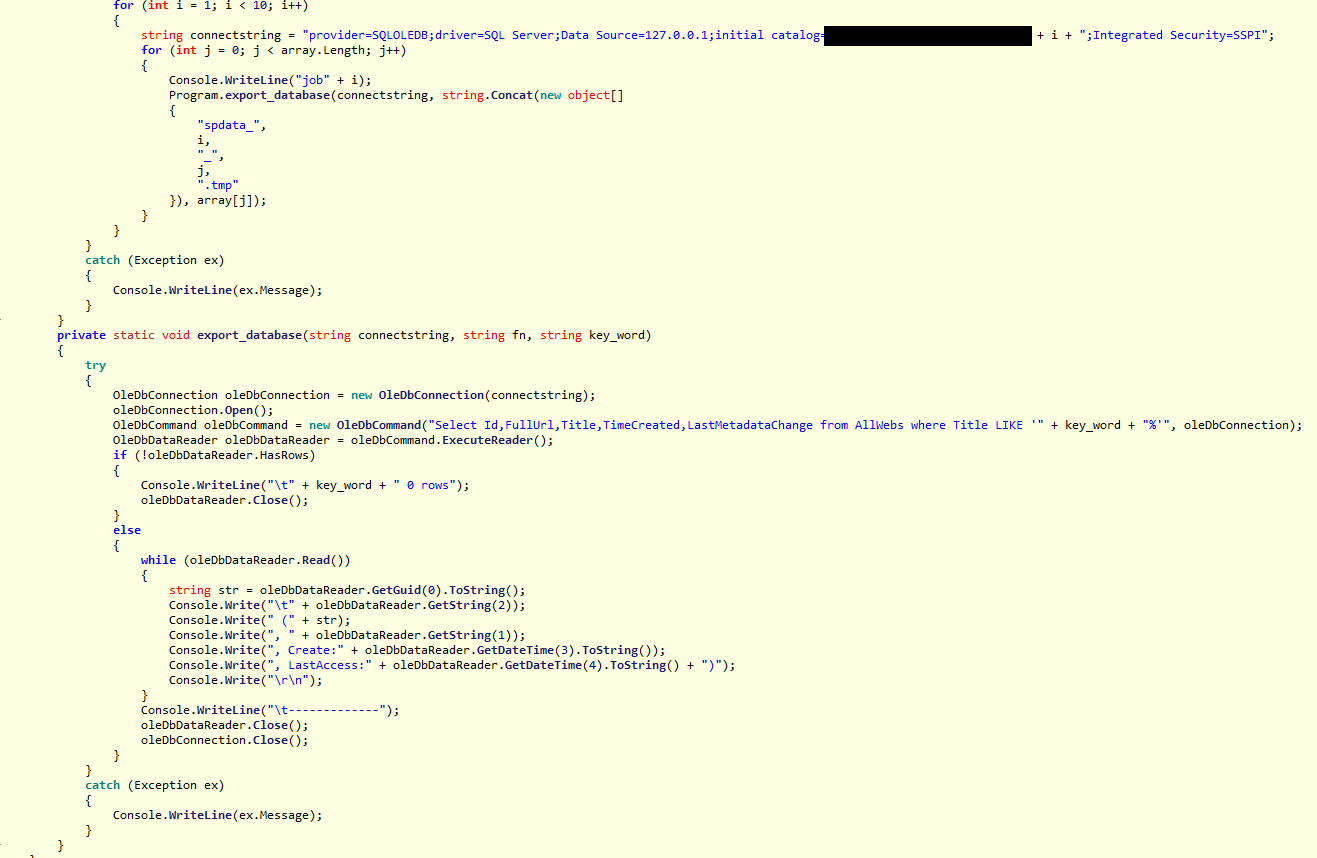 for (int i = 1; i < 10; i++)
{
string connectstring = "provider=SQLOLEDB;driver=SQL Server;Data Source=127.0.0.1;initial catalog= + i + ";Integrated Security=SSPI";
for (int j = 0; j < array.Length; j++)
{
Console.WriteLine("job" + i);
Program.export_database(connectstring, string.Concat(new object[]
{
"spdata_",
i,
"_",
j,
".tmp"
}), array[j]);
}
}
}
catch (Exception ex)
{
Console.WriteLine(ex.Message);
}
}
private static void export_database(string connectstring, string fn, string key_word)
{
try
{
OleDbConnection oleDbConnection = new OleDbConnection(connectstring);
oleDbConnection.Open();
OleDbCommand oleDbCommand = new OleDbCommand("Select Id,FullUrl,Title,TimeCreated,LastMetadataChange from AllWebs where Title LIKE '" + key_word + "%'", oleDbConnection);
OleDbDataReader oleDbDataReader = oleDbCommand.ExecuteReader();
if (!oleDbDataReader.HasRows)
{
Console.WriteLine("\t" + key_word + " 0 rows");
oleDbDataReader.Close();
}
else
{
while (oleDbDataReader.Read())
{
string str = oleDbDataReader.GetGuid(0).ToString();
Console.Write("\t" + oleDbDataReader.GetString(2));
Console.Write(" (" + str);
Console.Write(", " + oleDbDataReader.GetString(1));
Console.Write(", Create:" + oleDbDataReader.GetDateTime(3).ToString());
Console.Write(", LastAccess:" + oleDbDataReader.GetDateTime(4).ToString() + ")");
Console.Write("\r\n");
}
Console.WriteLine("\t-------------");
oleDbDataReader.Close();
oleDbConnection.Close();
}
}
catch (Exception ex)
{
Console.WriteLine(ex.Message);
}
}